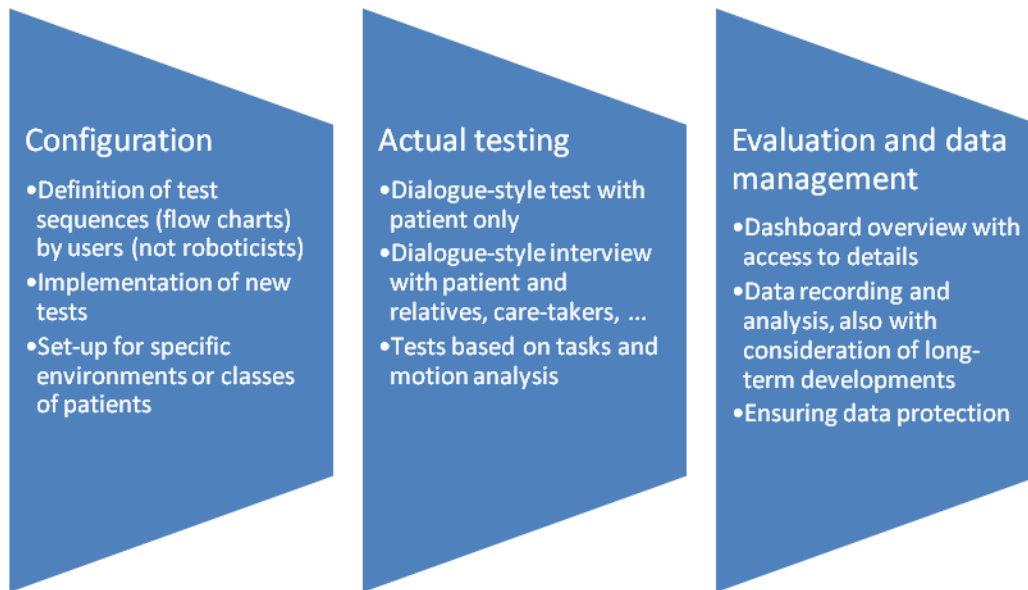 Configuration
•Definition of test
sequences (flow charts)
by users (not roboticists)
•Implementation of new
tests
•Set-up for specific
environments or classes
of patients
Actual testing
•Dialogue-style test with
patient only
•Dialogue-style interview
with patient and
relatives, care-takers, ...
•Tests based on tasks and
motion analysis
Evaluation and data
management
•Dashboard overview with
access to details
•Data recording and
analysis, also with
consideration of long-
term developments
•Ensuring data protection